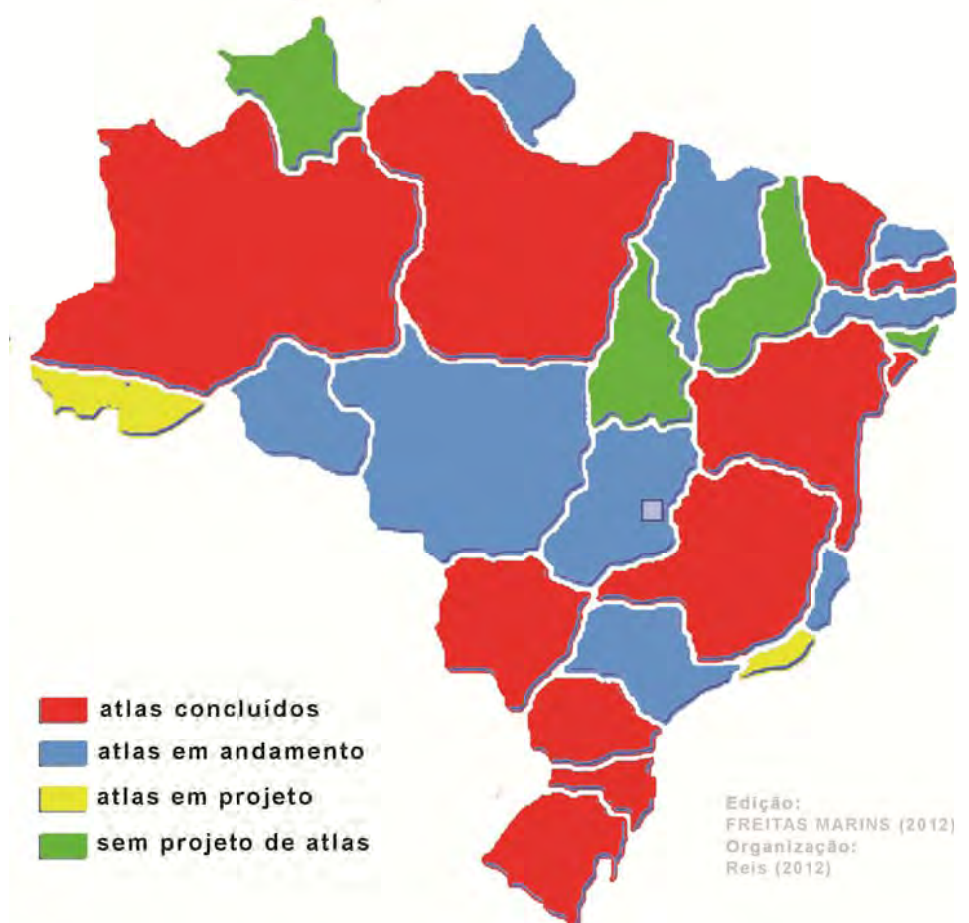 atlas concluídos
atlas em andamento
atlas em projeto
sem projeto de atlas
Edição:
FREITAS MARINS (2012)
Organização:
Reis (2012)